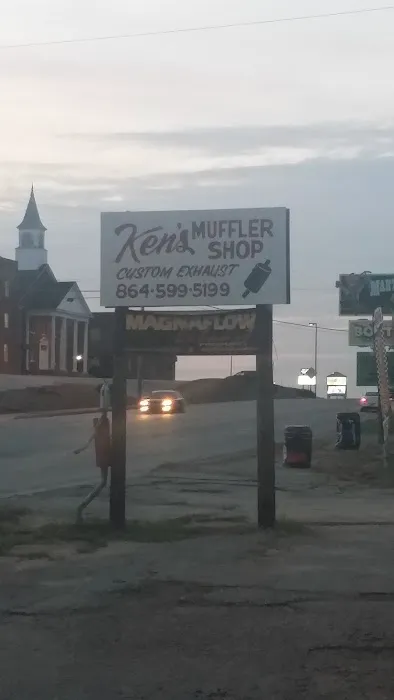 Ken's MUFFLER
SHOP
CUSTOM EXHAUST
864·599·5199
MAGNAFLOW